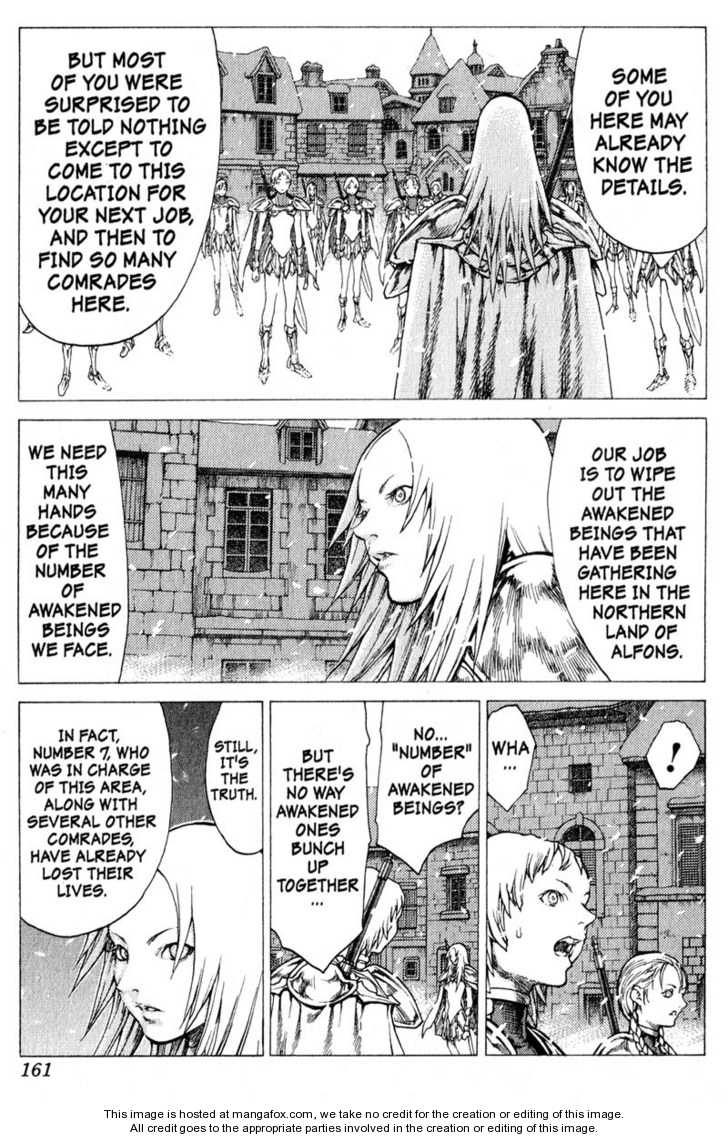 SOME
OF YOU
HERE MAY
ALREADY
KNOW THE
DETAILS.
BUT MOST
OF YOU WERE
SURPRISED TO
BE TOLD NOTHING
EXCEPT TO
COME TO THIS
LOCATION FOR
YOUR NEXT JOB,
AND THEN TO
FIND SO MANY
COMRADES
HERE.
OUR JOB
IS TO WIPE
OUT THE
AWAKENED
BEINGS THAT
HAVE BEEN
GATHERING
HERE IN THE
NORTHERN
LAND OF
ALFONS.
WE NEED
THIS
MANY
HANDS
BECAUSE
OF THE
NUMBER
OF
AWAKENED
BEINGS
WE FACE.
!
WHA
...
NO...
"NUMBER"
OF
AWAKENED
BEINGS?
BUT
THERE'S
NO WAY
AWAKENED
ONES
BUNCH
UP
TOGETHER
...
STILL,
IT'S
THE
TRUTH.
IN FACT,
NUMBER 7, WHO
WAS IN CHARGE
OF THIS AREA,
ALONG WITH
SEVERAL OTHER
COMRADES,
HAVE ALREADY
LOST THEIR
LIVES.
161
This image is hosted at mangafox.com, we take no credit for the creation or editing of this image.
All credit goes to the appropriate parties involved in the creation or editing of this image.